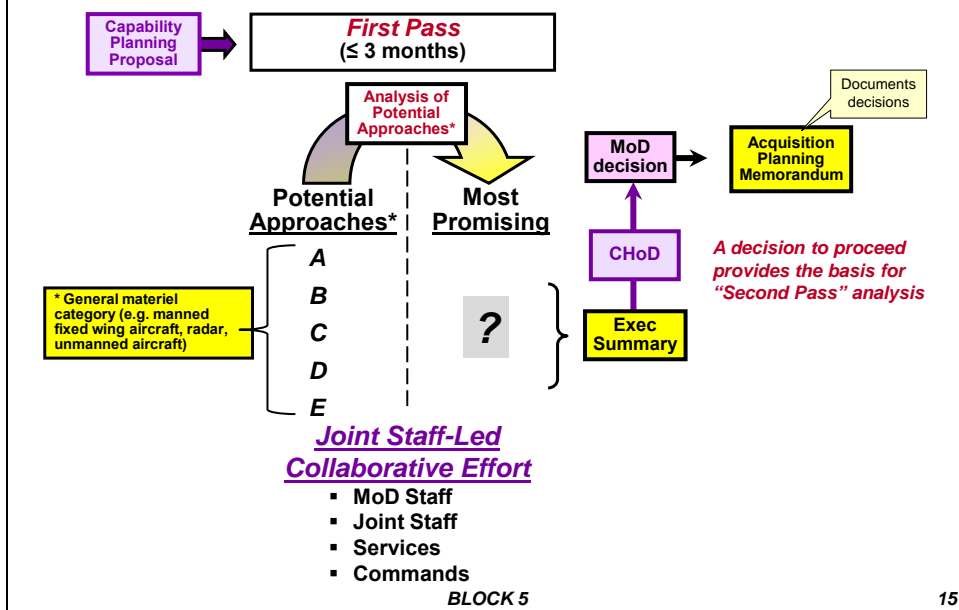 Capability
Planning
Proposal
First Pass
(≤ 3 months)
Analysis of
Potential
Approaches*
Documents
decisions
MoD
decision
Acquisition
Planning
Memorandum
Potential
Approaches*
Most
Promising
CHoD
A decision to proceed
provides the basis for
“Second Pass” analysis
A
B
C
D
E
* General materiel
category (e.g. manned
fixed wing aircraft, radar,
unmanned aircraft)
?
Exec
Summary
Joint Staff-Led
Collaborative Effort
▪ MoD Staff
▪ Joint Staff
▪ Services
▪ Commands
BLOCK 5
15